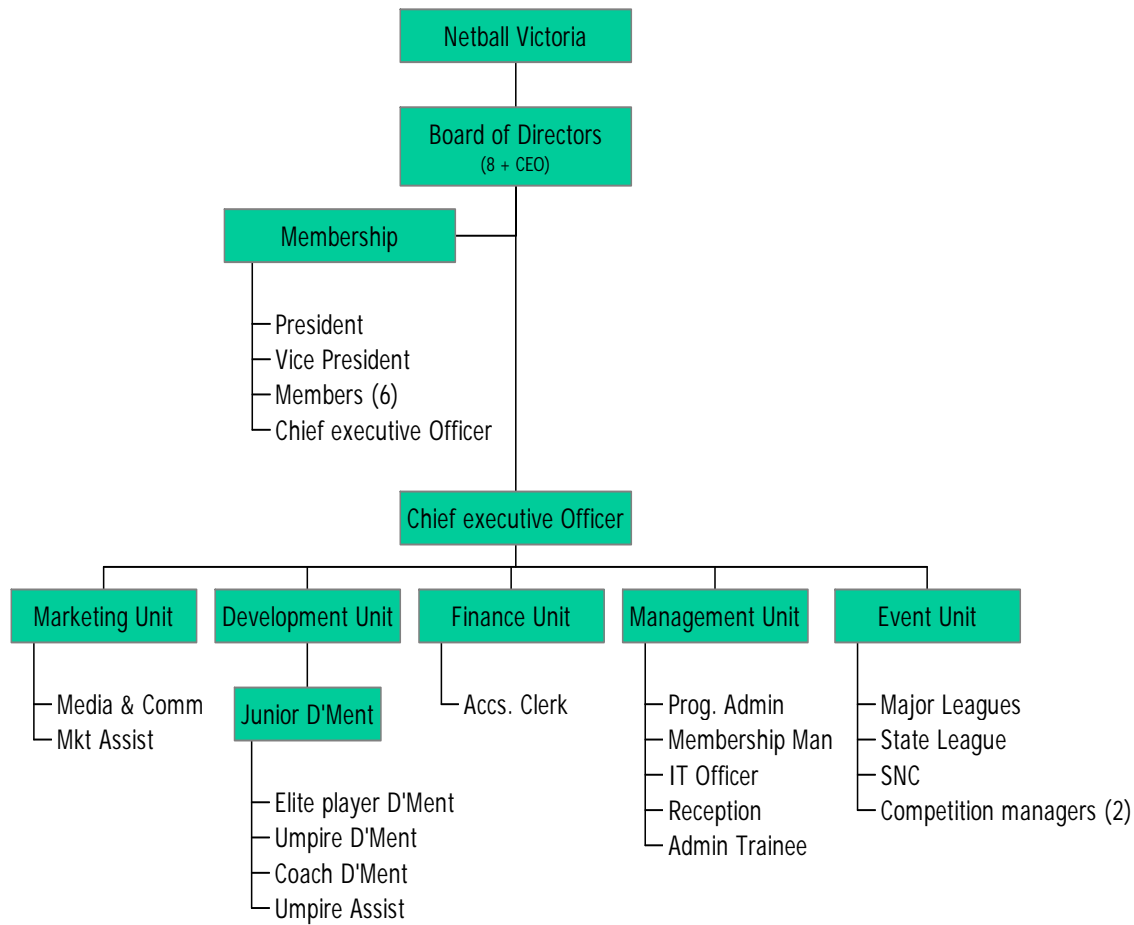 Netball Victoria
Board of Directors
(8 + CEO)
Membership
President
Vice President
Members (6)
Chief executive Officer
Chief executive Officer
Marketing Unit
Development Unit
Finance Unit
Management Unit
Event Unit
Media & Comm
Mkt Assist
Junior D'Ment
Elite player D'Ment
Umpire D'Ment
Coach D'Ment
Umpire Assist
Accs. Clerk
Prog. Admin
Membership Man
IT Officer
Reception
Admin Trainee
Major Leagues
State League
SNC
Competition managers (2)